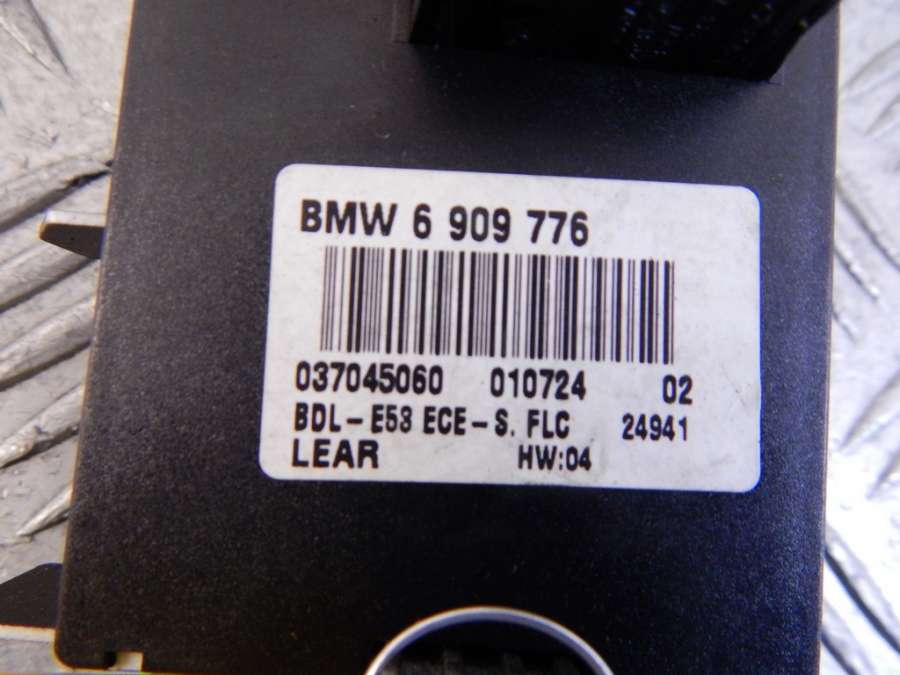 BMW 6 909 776
037045060 010724 02
BDL-E53 ECE-S. FLC 24941
LEAR HW:04